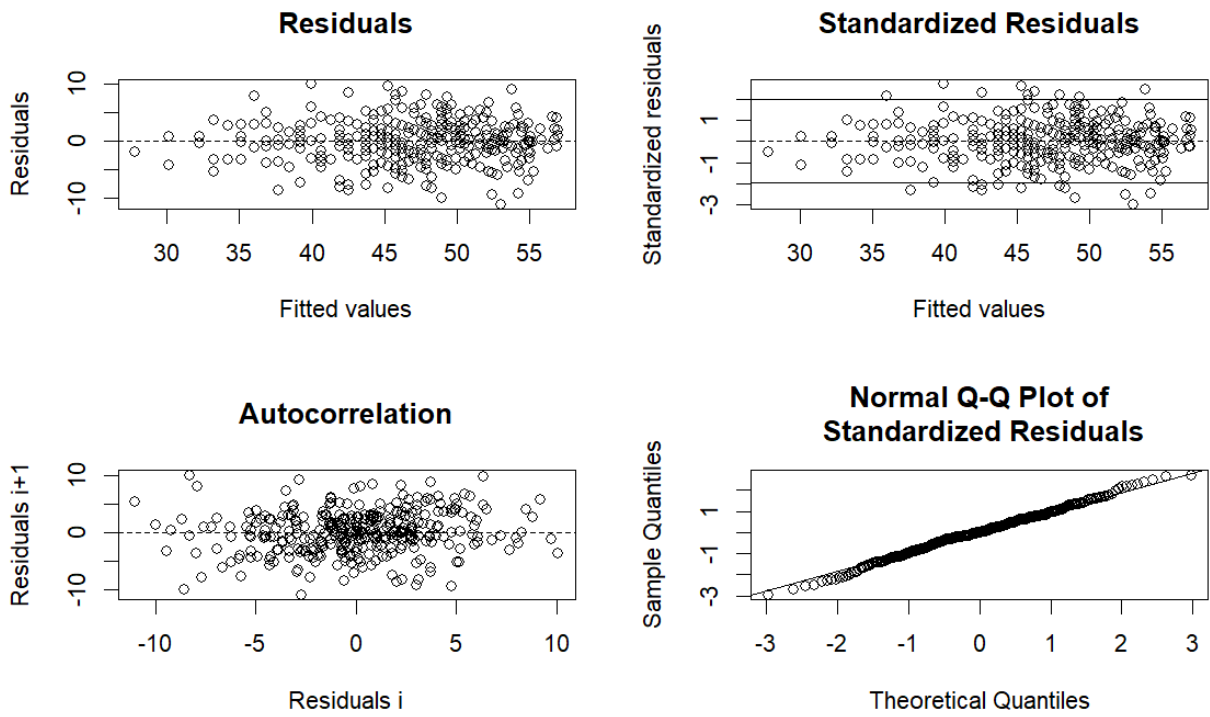 Residuals
Residuals
10
0
-10
30 35 40 45 50 55
Fitted values
Standardized Residuals
Standardized residuals
1
-1
-3
30 35 40 45 50 55
Fitted values
Autocorrelation
Residuals i+1
10
0
-10
-10 -5 0 5 10
Residuals i
Normal Q-Q Plot of
Standardized Residuals
Sample Quantiles
1
-1
-3
-3 -2 -1 0 1 2 3
Theoretical Quantiles